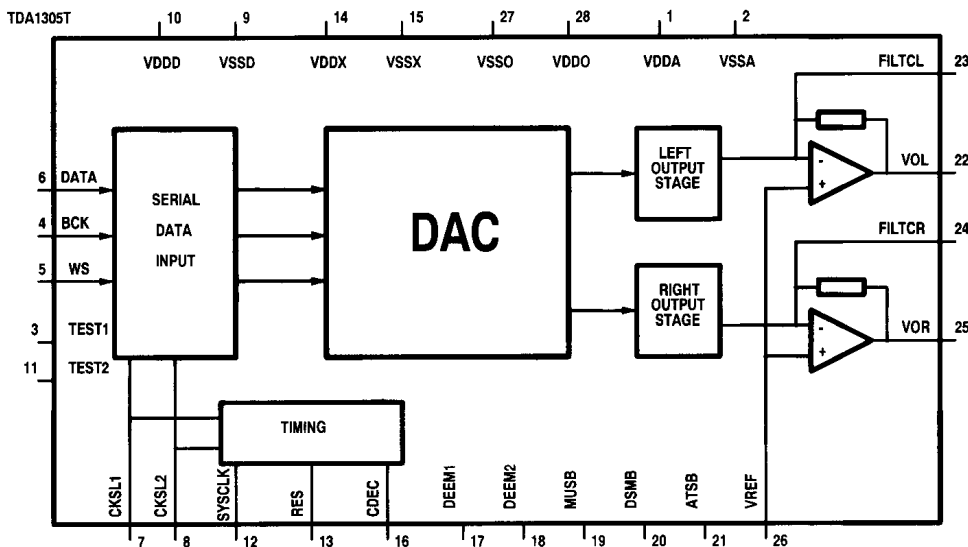 TDA1305T
10 9 14 15 27 28 1 2
VDDD VSSD VDDX VSSX VSSO VDDO VDDA VSSA
FILTCL 23
6 DATA
4 BCK
5 WS
3 TEST1
11 TEST2
SERIAL
DATA
INPUT
DAC
LEFT
OUTPUT
STAGE
- 
+
VOL 22
FILTCR 24
RIGHT
OUTPUT
STAGE
-
+
VOR 25
TIMING
CKSL1 CKSL2 SYSCLK RES CDEC DEEM1 DEEM2 MUSB DSMB ATSB VREF
7 8 12 13 16 17 18 19 20 21 26